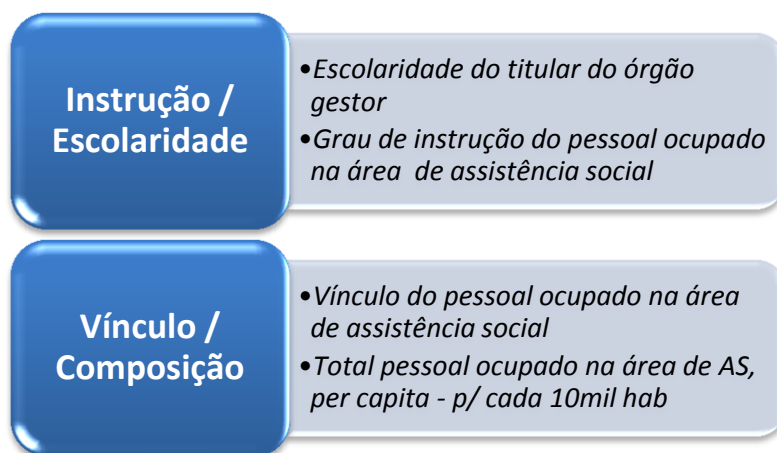 Instrução /
Escolaridade
•Escolaridade do titular do órgão
gestor
•Grau de instrução do pessoal ocupado
na área de assistência social
Vínculo /
Composição
•Vínculo do pessoal ocupado na área
de assistência social
•Total pessoal ocupado na área de AS,
per capita - p/ cada 10mil hab